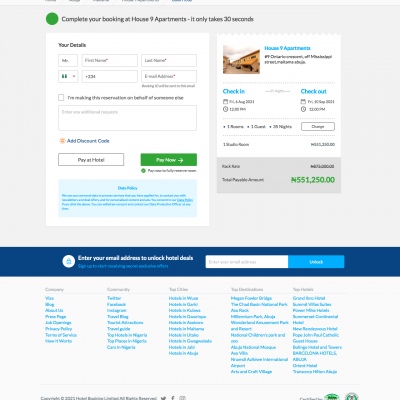 Complete your booking at House 9 Apartments - it only takes 30 seconds
Your Details
Mr.
First Name*
Last Name*
+234
E-mail Address*
Booking ID will be sent to this email
I'm making this reservation on behalf of someone else
Enter any additional requests
Add Discount Code
Pay at Hotel
Pay Now
Pay now to fully reserve room
Data Policy
House 9 Apartments
#9 Ontario crescent, off Mississippi
street,maitama abuja.
Check in
35 Nights
Check out
Fri, 6 Aug 2021
Fri, 10 Sep 2021
12:00 PM
12:00 PM
1 Rooms
1 Guest
35 Nights
Change
1 Studio Room
₦551,250.00
Rack Rate
₦875,000.00
Total Payable Amount
₦551,250.00
Enter your email address to unlock hotel deals
Sign up to start receiving secret exclusive offers
Enter your email address
Unlock
Company
Visa
Blog
About Us
Press Page
Job Openings
Privacy Policy
Terms of Service
How it Works
Community
Twitter
Facebook
Instagram
Travel Blog
Tourist Attractions
Travel guide
Top Hotels in Nigeria
Top Places in Nigeria
Cars in Nigeria
Top Cities
Hotels in Wuse
Hotels in Garki
Hotels in Kubwa
Hotels in Gwarinpa
Hotels in Asokoro
Hotels in Maitama
Hotels in Utako
Hotels in Gwagwalada
Hotels in Jabi
Hotels in Abuja
Top Destinations
Magen Fowler Bridge
The Chad Basin National Park
Aso Rock
Millennium Park, Abuja
Wonderland Amusement Park
and Resort
National Children's park and
zoo
Abuja National Mosque
Aso Villa
Nnamdi Azikiwe International
Airport
Arts and Craft Village
Top Hotels
Grand Ibro Hotel
Summit Villas Suites
Power Mike Hotels
Summerset Continental
Hotel
New Rendezvous Hotel
Pope John Paul Catholic
Guest House
Bolingo Hotel and Towers
BARCELONA HOTELS,
ABUJA
Orient Hotel
Transcorp Hilton Abuja
Copyright © 2021 Hotel Booking Limited All Rights Reserved
Certified by